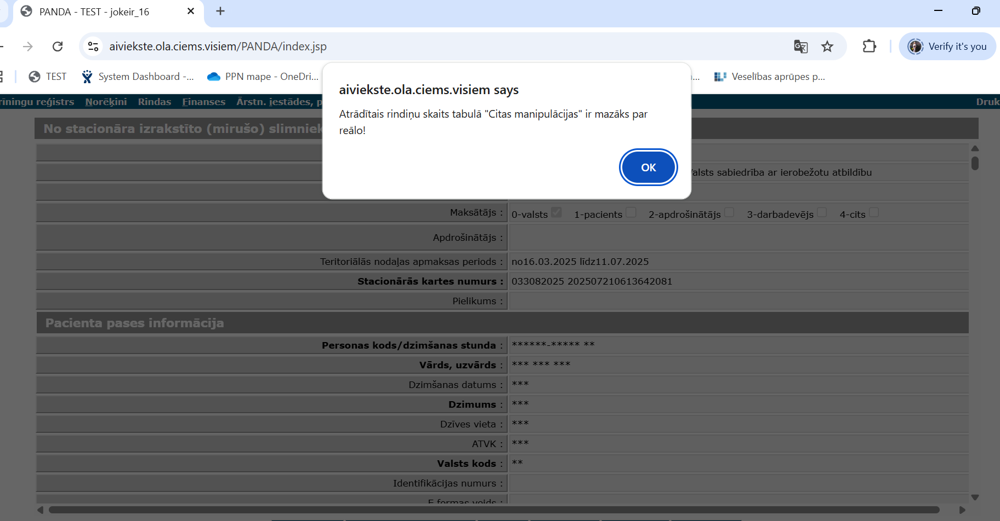 PANDA - TEST - jokeir_16
aiviekste.ola.ciems.visiem/PANDA/index.jsp
Verify it's you
TEST
System Dashboard -...
PPN mape - OneDri...
Veselības aprūpes p...
aiviekste.ola.ciems.visiem says
Atrādītais rindiņu skaits tabulā "Citas manipulācijas" ir mazāks par
reālo!
OK
rīningu reģistrs Norēķini Rindas Finanses Ārstn. iestādes, p
Druk
No stacionāra izrakstīto (mirušo) slimniek
Valsts sabiedrība ar ierobežotu atbildību
Maksātājs : 0-valsts 1-pacients 2-apdrošinātājs 3-darbadevējs 4-cits
Apdrošinātājs :
Teritoriālās nodaļas apmaksas periods : no16.03.2025 līdz11.07.2025
Stacionārās kartes numurs : 033082025 202507210613642081
Pielikums :
Pacienta pases informācija
Personas kods/dzimšanas stunda : ******-***** **
Vārds, uzvārds : *** *** ***
Dzimšanas datums : ***
Dzimums : ***
Dzīves vieta : ***
ATVK : ***
Valsts kods : **
Identifikācijas numurs :
E formas veids :